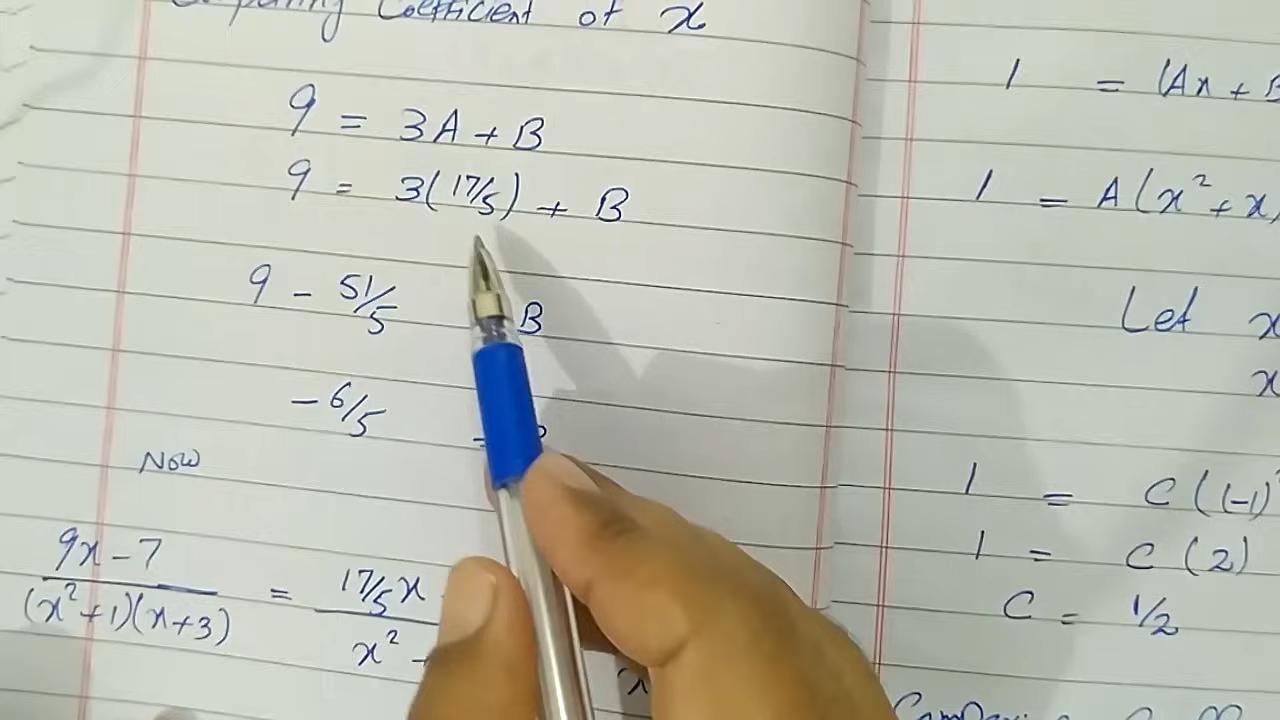 Coefficient of x
9 = 3A + B
9 = 3(17/5) + B
9 - 51/5 B
- 6/5 =
Now
9x - 7 / (x² + 1)(x + 3) = 17/5 x / x² +
1 = (Ax + B
1 = A(x² + x
Let x
x
1 = C((-1)²
1 = C(2)
C = 1/2